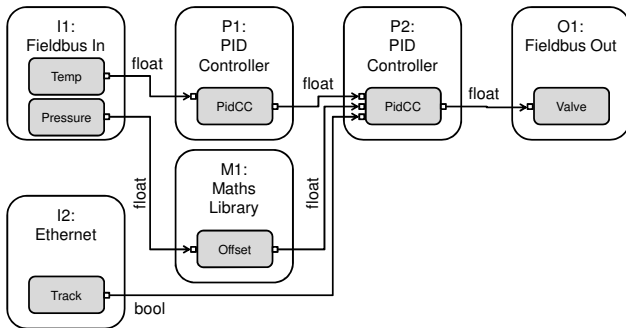 I1:
Fieldbus In
Temp
Pressure
float
float
P1:
PID
Controller
PidCC
float
P2:
PID
Controller
PidCC
float
O1:
Fieldbus Out
Valve
M1:
Maths
Library
Offset
float
I2:
Ethernet
Track
bool